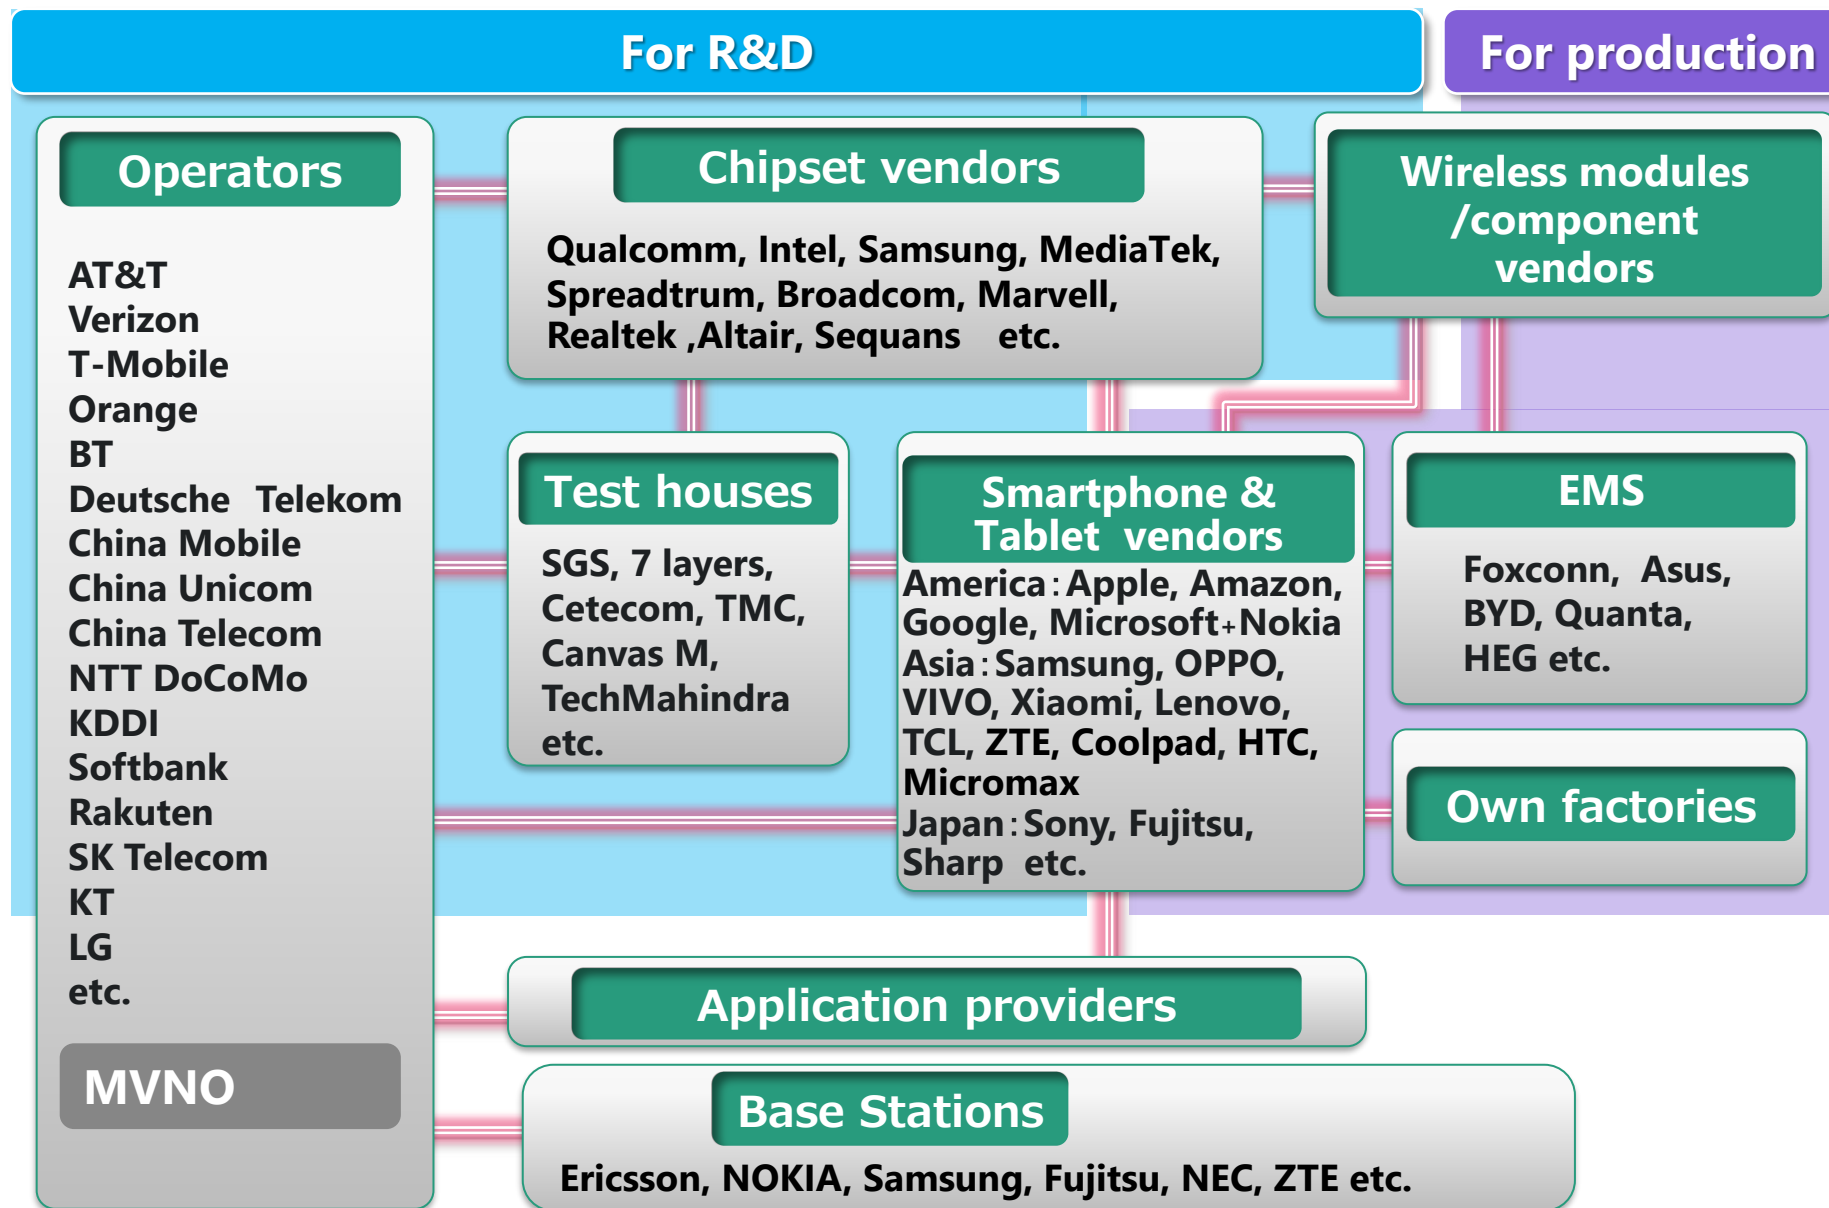 For R&D
For production
Operators
AT&T
Verizon
T-Mobile
Orange
BT
Deutsche Telekom
China Mobile
China Unicom
China Telecom
NTT DoCoMo
KDDI
Softbank
Rakuten
SK Telecom
KT
LG
etc.
MVNO
Chipset vendors
Qualcomm, Intel, Samsung, MediaTek,
Spreadtrum, Broadcom, Marvell,
Realtek ,Altair, Sequans etc.
Wireless modules
/component
vendors
Test houses
SGS, 7 layers,
Cetecom, TMC,
Canvas M,
TechMahindra
etc.
Smartphone &
Tablet vendors
America：Apple, Amazon,
Google, Microsoft+Nokia
Asia：Samsung, OPPO,
VIVO, Xiaomi, Lenovo,
TCL, ZTE, Coolpad, HTC,
Micromax
Japan：Sony, Fujitsu,
Sharp etc.
EMS
Foxconn, Asus,
BYD, Quanta,
HEG etc.
Own factories
Application providers
Base Stations
Ericsson, NOKIA, Samsung, Fujitsu, NEC, ZTE etc.